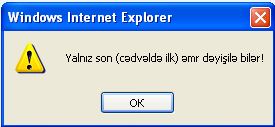 Windows Internet Explorer
Yalnız son (cədvəldə ilk) əmr dəyişilə bilər!
OK